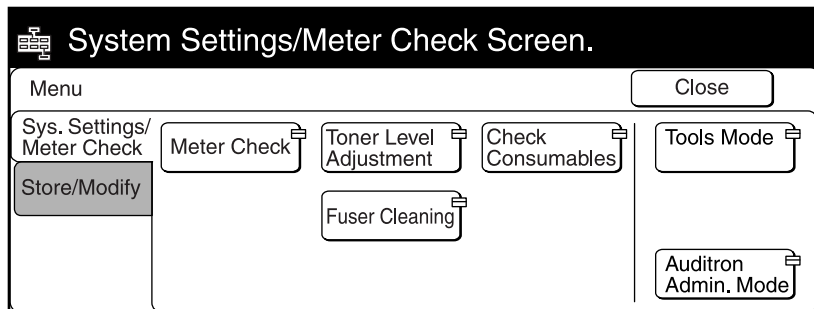 System Settings/Meter Check Screen.
Menu
Close
Sys. Settings/
Meter Check
Store/Modify
Meter Check
Toner Level
Adjustment
Check
Consumables
Fuser Cleaning
Tools Mode
Auditron
Admin. Mode